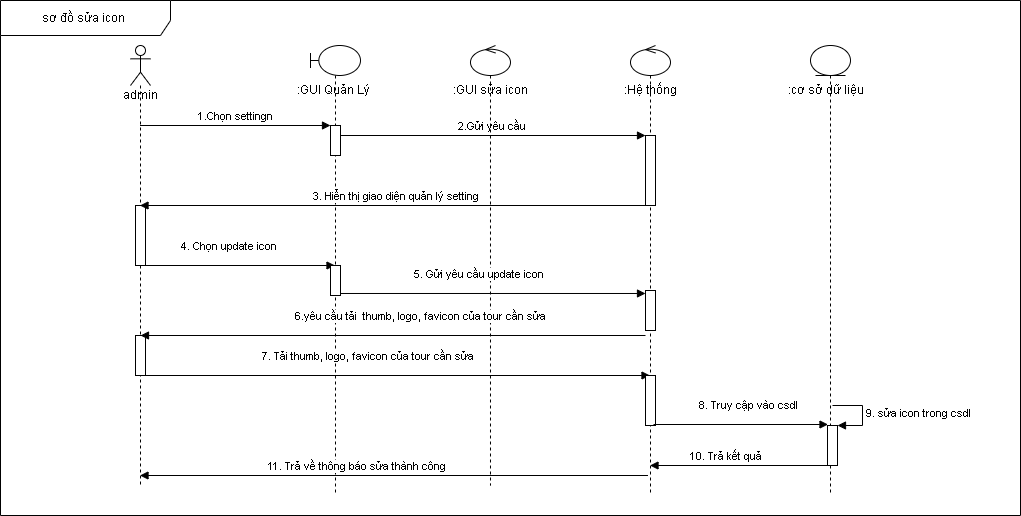 sơ đồ sửa icon
admin
:GUI Quản Lý
:GUI sửa icon
:Hệ thống
:cơ sở dữ liệu
1.Chọn settingn
2.Gửi yêu cầu
3. Hiển thị giao diện quản lý setting
4. Chọn update icon
5. Gửi yêu cầu update icon
6.yêu cầu tải thumb, logo, favicon của tour cần sửa
7. Tải thumb, logo, favicon của tour cần sửa
8. Truy cập vào csdl
9. sửa icon trong csdl
10. Trả kết quả
11. Trả về thông báo sửa thành công